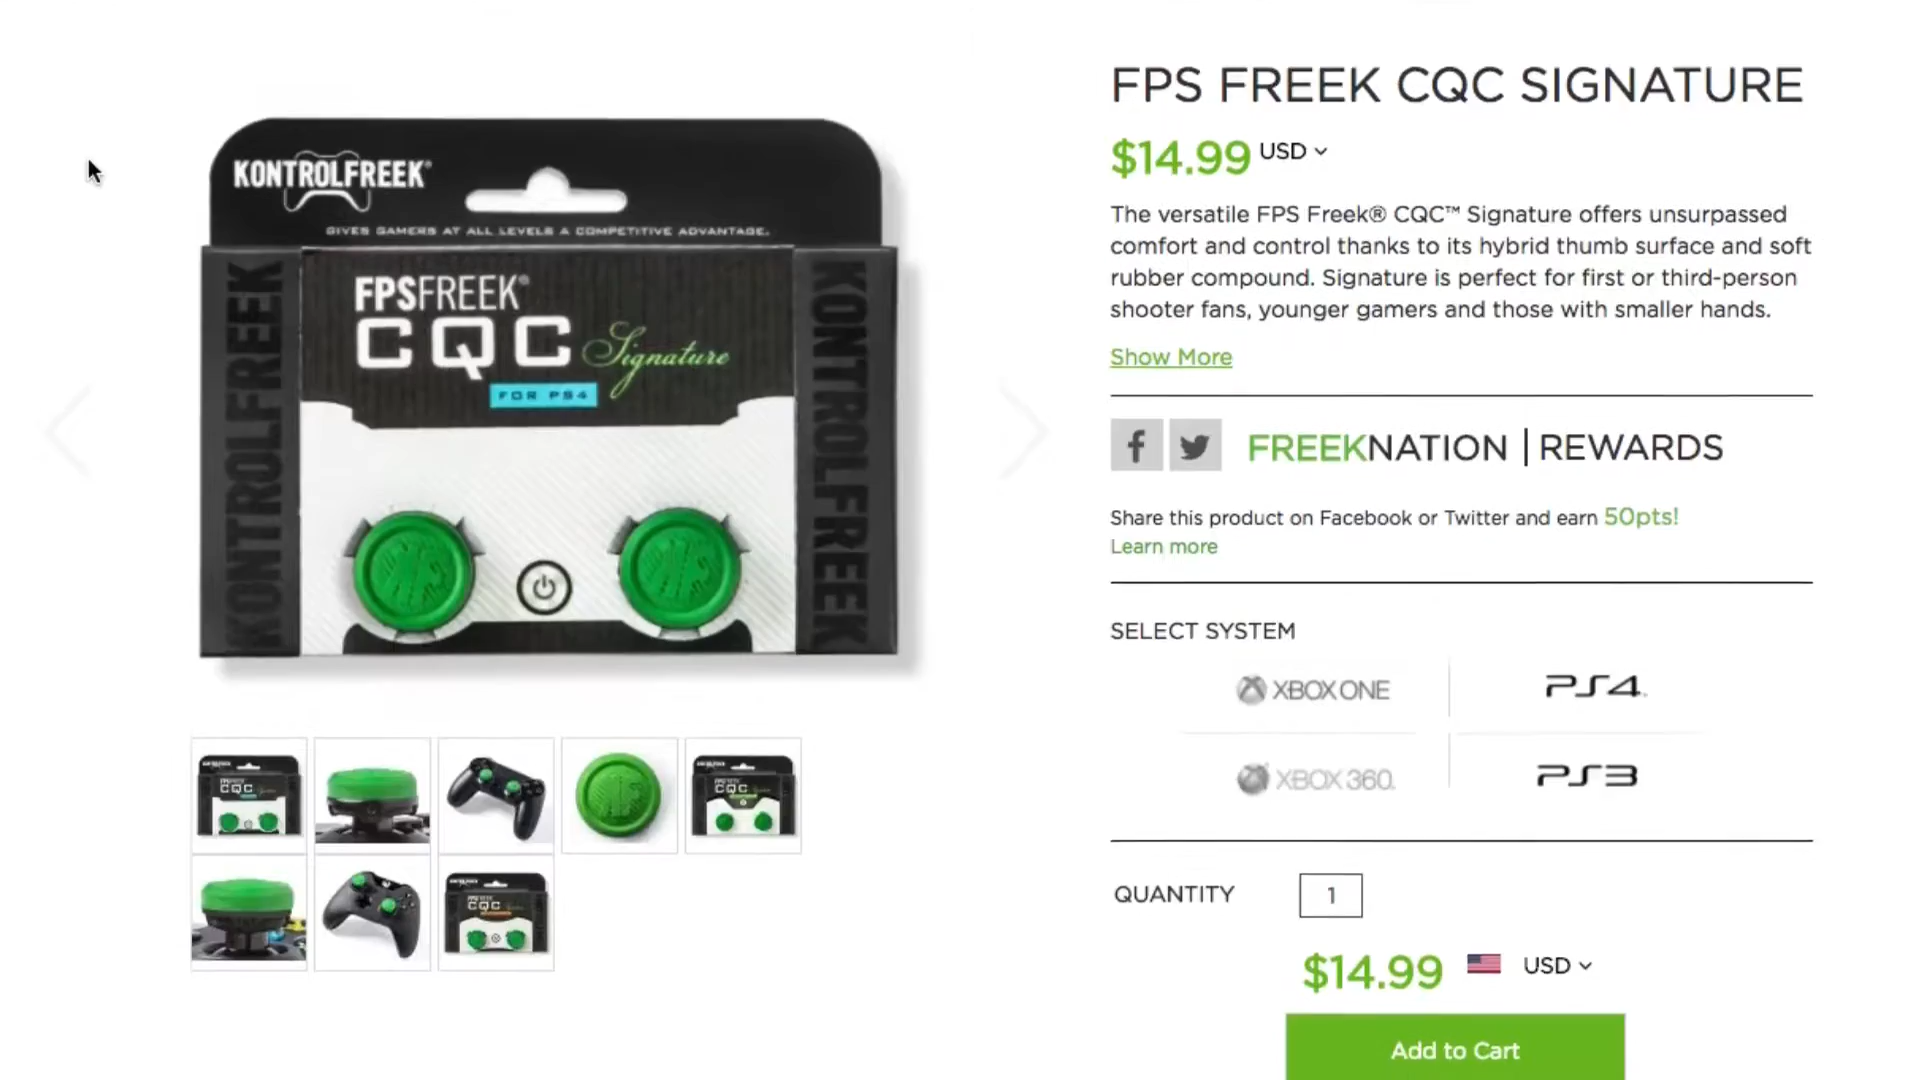 KONTROLFREEK®
GIVES GAMERS AT ALL LEVELS A COMPETITIVE ADVANTAGE.
KONTROLFREEK
FPSFREEK®
CQC Signature
FOR PS4
KONTROLFREEK
FPS FREEK CQC SIGNATURE
$14.99 USD
The versatile FPS Freek® CQC™ Signature offers unsurpassed
comfort and control thanks to its hybrid thumb surface and soft
rubber compound. Signature is perfect for first or third-person
shooter fans, younger gamers and those with smaller hands.
Show More
FREEKNATION | REWARDS
Share this product on Facebook or Twitter and earn 50pts!
Learn more
SELECT SYSTEM
XBOX ONE
PS4
XBOX 360.
PS3
QUANTITY 1
$14.99 USD
Add to Cart
CQC
CQC
CQC